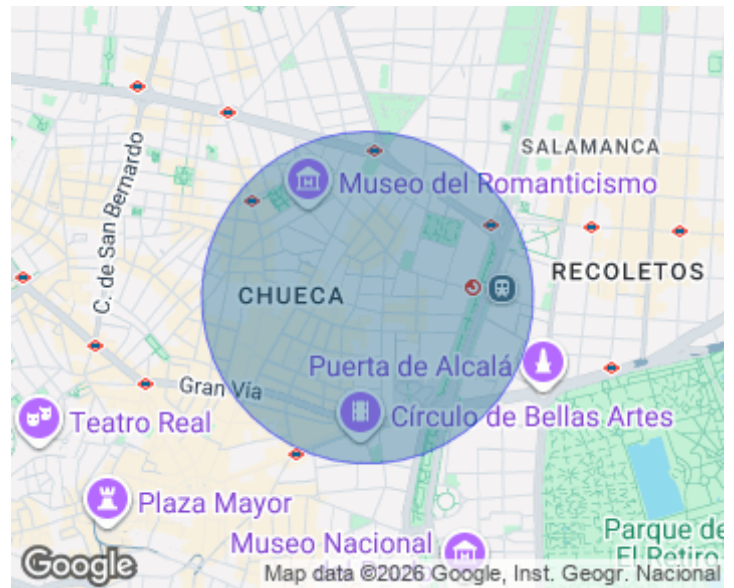 SALAMANCA
Museo del Romanticismo
C. de San Bernardo
RECOLETOS
CHUECA
Puerta de Alcalá
Gran Vía
Círculo de Bellas Artes
Teatro Real
Plaza Mayor
Museo Nacional
Parque de
El Retiro
Google
Map data ©2026 Google, Inst. Geogr. Nacional